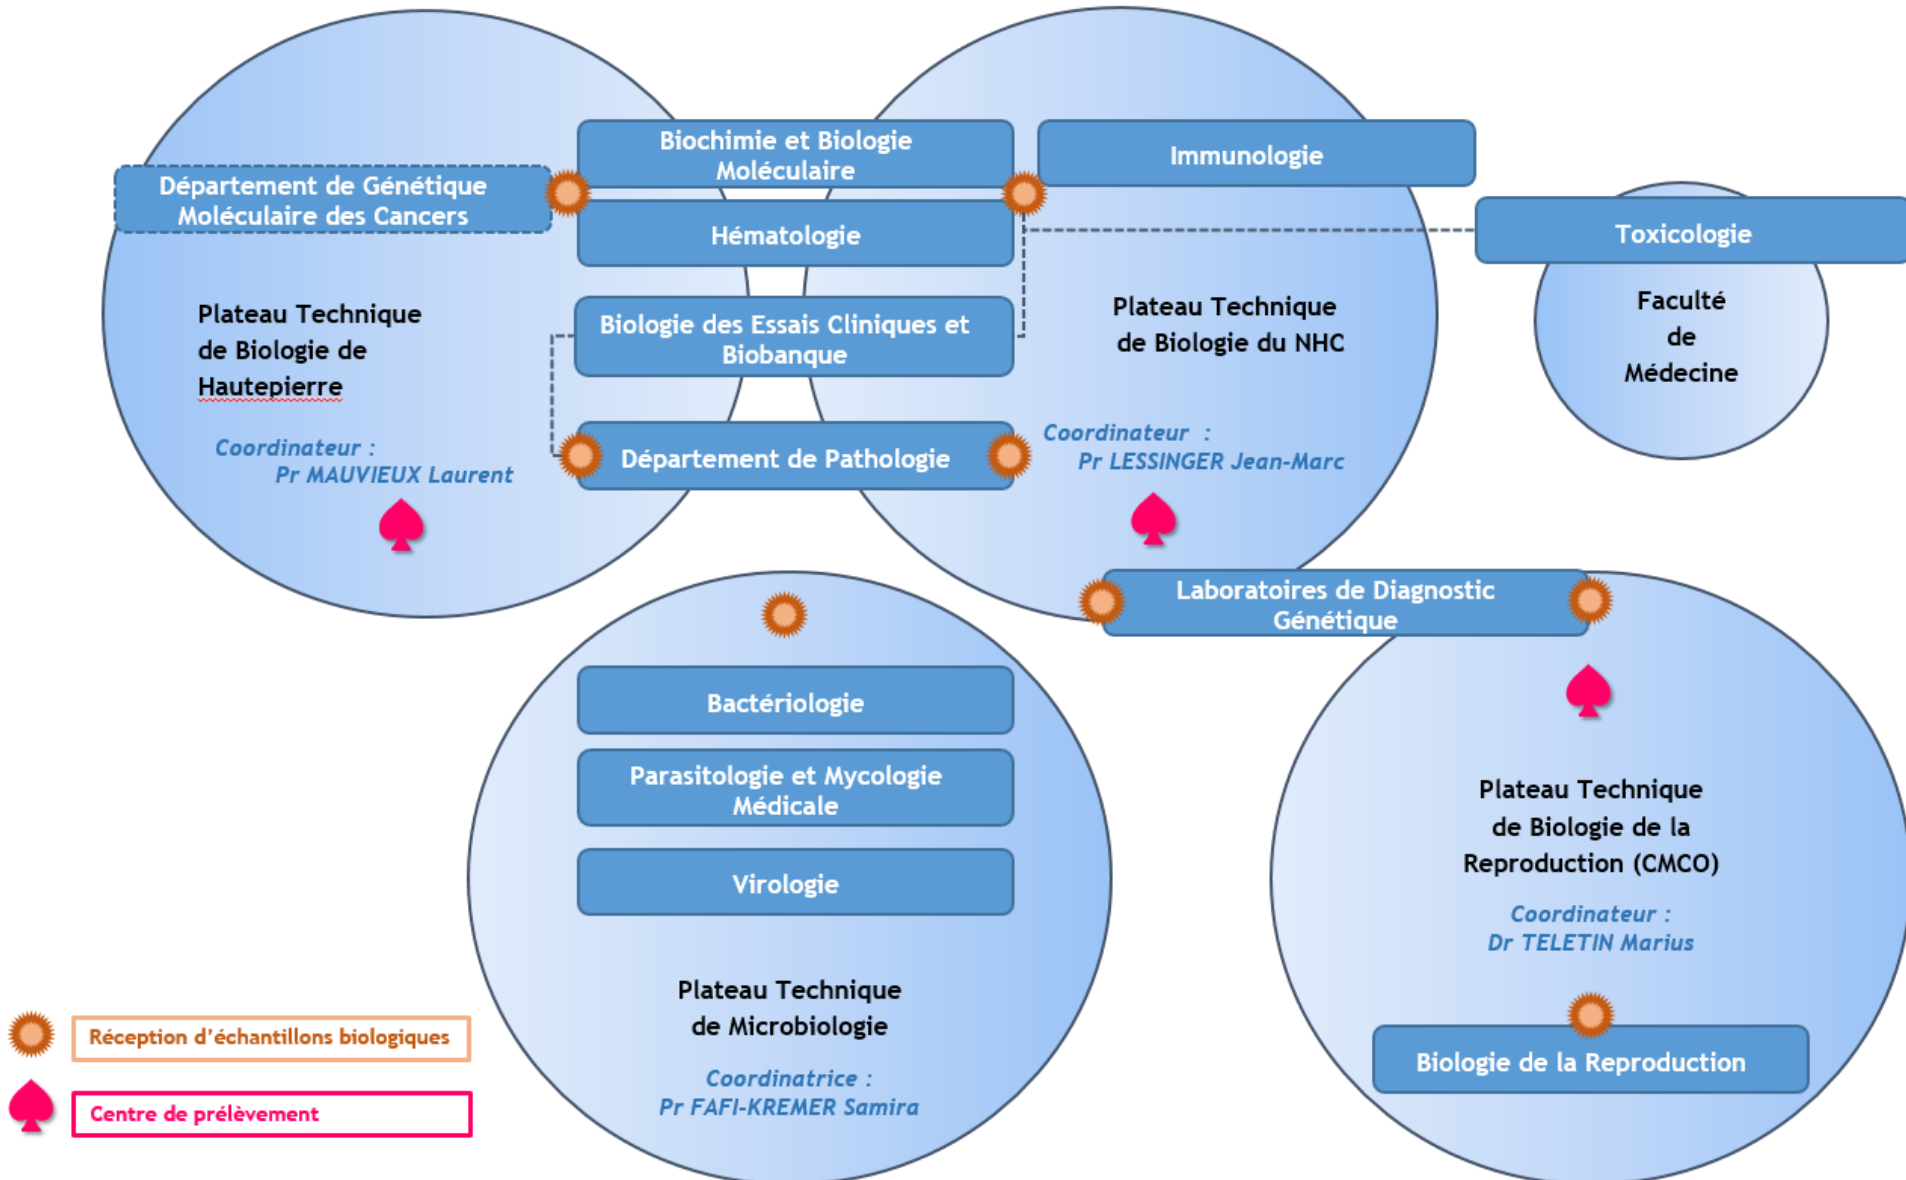 Biochimie et Biologie
Moléculaire
Immunologie
Département de Génétique
Moléculaire des Cancers
Hématologie
Toxicologie
Plateau Technique
de Biologie de
Hautepierre
Biologie des Essais Cliniques et
Biobanque
Plateau Technique
de Biologie du NHC
Faculté
de
Médecine
Coordinateur :
Pr MAUVIEUX Laurent
Département de Pathologie
Coordinateur :
Pr LESSINGER Jean-Marc
Laboratoires de Diagnostic
Génétique
Bactériologie
Parasitologie et Mycologie
Médicale
Virologie
Plateau Technique
de Microbiologie
Coordinatrice :
Pr FAFI-KREMER Samira
Plateau Technique
de Biologie de la
Reproduction (CMCO)
Coordinateur :
Dr TELETIN Marius
Biologie de la Reproduction
Réception d'échantillons biologiques
Centre de prélèvement